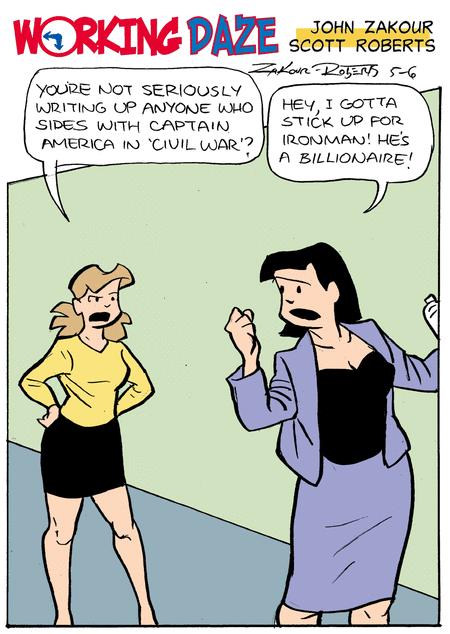 WORKING DAZE
JOHN ZAKOUR
SCOTT ROBERTS
ZAKOUR-ROBERTS 5-6
YOU'RE NOT SERIOUSLY
WRITING UP ANYONE WHO
SIDES WITH CAPTAIN
AMERICA IN 'CIVIL WAR'?
HEY, I GOTTA
STICK UP FOR
IRONMAN! HE'S
A BILLIONAIRE!